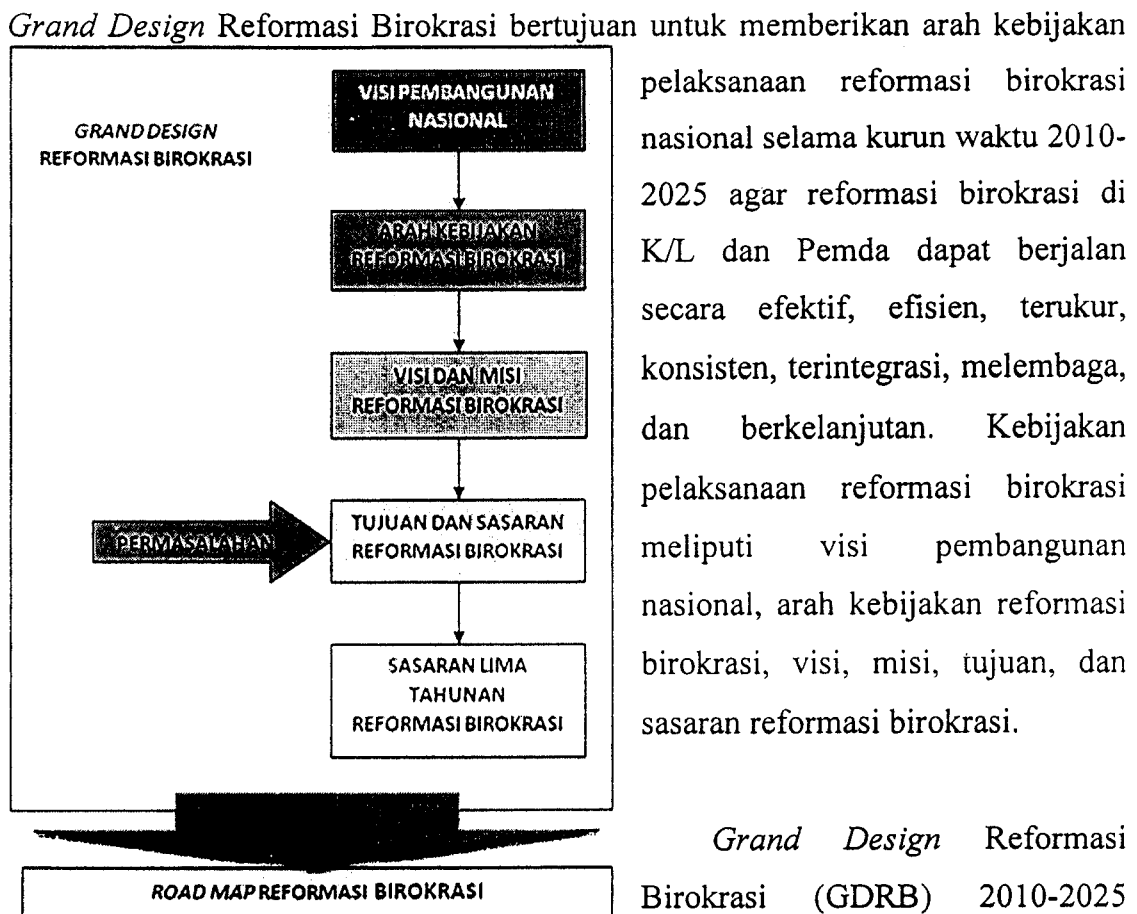 Grand Design Reformasi Birokrasi bertujuan untuk memberikan arah kebijakan
GRAND DESIGN
REFORMASI BIROKRASI
VISI PEMBANGUNAN
NASIONAL
ARAH KEBIJAKAN
REFORMASI BIROKRASI
VISI DAN MISI
REFORMASI BIROKRASI
PERMASALAHAN
TUJUAN DAN SASARAN
REFORMASI BIROKRASI
SASARAN LIMA
TAHUNAN
REFORMASI BIROKRASI
ROAD MAP REFORMASI BIROKRASI
pelaksanaan reformasi birokrasi
nasional selama kurun waktu 2010-
2025 agar reformasi birokrasi di
K/L dan Pemda dapat berjalan
secara efektif, efisien, terukur,
konsisten, terintegrasi, melembaga,
dan berkelanjutan. Kebijakan
pelaksanaan reformasi birokrasi
meliputi visi pembangunan
nasional, arah kebijakan reformasi
birokrasi, visi, misi, tujuan, dan
sasaran reformasi birokrasi.
Grand Design Reformasi
Birokrasi (GDRB) 2010-2025